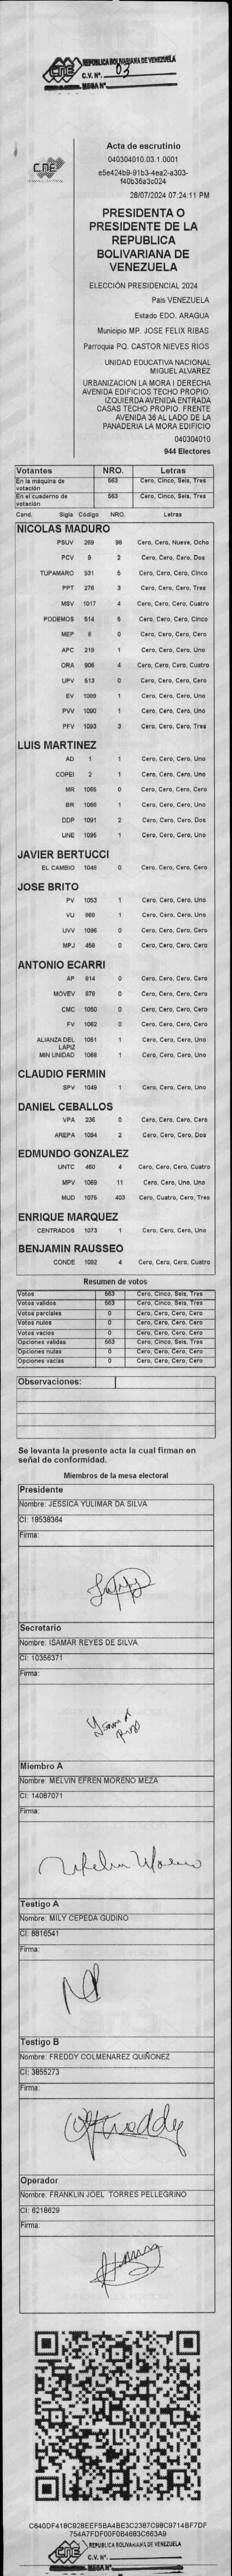 REPUBLICA BOLIVARIANA DE VENEZUELA
CNE
C.V. N°. 03
MESA N°
CNE
Acta de escrutinio
040304010.03.1.0001
e5e424b9-91b3-4ea2-a303-
f40b36a3c024
28/07/2024 07:24:11 PM
PRESIDENTA O
PRESIDENTE DE LA
REPUBLICA
BOLIVARIANA DE
VENEZUELA
ELECCIÓN PRESIDENCIAL 2024
País VENEZUELA
Estado EDO. ARAGUA
Municipio MP. JOSE FELIX RIBAS
Parroquia PQ. CASTOR NIEVES RIOS
UNIDAD EDUCATIVA NACIONAL
MIGUEL ALVAREZ
URBANIZACION LA MORA I DERECHA
AVENIDA EDIFICIOS TECHO PROPIO.
IZQUIERDA AVENIDA ENTRADA
CASAS TECHO PROPIO. FRENTE
AVENIDA 36 AL LADO DE LA
PANADERIA LA MORA EDIFICIO
040304010
944 Electores
Votantes NRO. Letras
En la máquina de votación 563 Cero, Cinco, Seis, Tres
En el cuaderno de votación 563 Cero, Cinco, Seis, Tres
Cand. Sigla Código NRO. Letras
NICOLAS MADURO
PSUV 269 98 Cero, Cero, Nueve, Ocho
PCV 9 2 Cero, Cero, Cero, Dos
TUPAMARO 931 5 Cero, Cero, Cero, Cinco
PPT 276 3 Cero, Cero, Cero, Tres
MSV 1017 4 Cero, Cero, Cero, Cuatro
PODEMOS 514 5 Cero, Cero, Cero, Cinco
MEP 6 0 Cero, Cero, Cero, Cero
APC 219 1 Cero, Cero, Cero, Uno
ORA 906 4 Cero, Cero, Cero, Cuatro
UPV 513 0 Cero, Cero, Cero, Cero
EV 1089 1 Cero, Cero, Cero, Uno
PVV 1090 1 Cero, Cero, Cero, Uno
PFV 1093 3 Cero, Cero, Cero, Tres
LUIS MARTINEZ
AD 1 1 Cero, Cero, Cero, Uno
COPEI 2 1 Cero, Cero, Cero, Uno
MR 1065 0 Cero, Cero, Cero, Cero
BR 1066 1 Cero, Cero, Cero, Uno
DDP 1091 2 Cero, Cero, Cero, Dos
UNE 1095 1 Cero, Cero, Cero, Uno
JAVIER BERTUCCI
EL CAMBIO 1048 0 Cero, Cero, Cero, Cero
JOSE BRITO
PV 1053 1 Cero, Cero, Cero, Uno
VU 969 1 Cero, Cero, Cero, Uno
UVV 1096 0 Cero, Cero, Cero, Cero
MPJ 458 0 Cero, Cero, Cero, Cero
ANTONIO ECARRI
AP 814 0 Cero, Cero, Cero, Cero
MOVEV 878 0 Cero, Cero, Cero, Cero
CMC 1050 0 Cero, Cero, Cero, Cero
FV 1062 0 Cero, Cero, Cero, Cero
ALIANZA DEL LAPIZ 1051 1 Cero, Cero, Cero, Uno
MIN UNIDAD 1068 1 Cero, Cero, Cero, Uno
CLAUDIO FERMIN
SPV 1049 1 Cero, Cero, Cero, Uno
DANIEL CEBALLOS
VPA 236 0 Cero, Cero, Cero, Cero
AREPA 1094 2 Cero, Cero, Cero, Dos
EDMUNDO GONZALEZ
UNTC 460 4 Cero, Cero, Cero, Cuatro
MPV 1069 11 Cero, Cero, Uno, Uno
MUD 1076 403 Cero, Cuatro, Cero, Tres
ENRIQUE MARQUEZ
CENTRADOS 1073 1 Cero, Cero, Cero, Uno
BENJAMIN RAUSSEO
CONDE 1092 4 Cero, Cero, Cero, Cuatro
Resumen de votos
Votos 563 Cero, Cinco, Seis, Tres
Votos validos 563 Cero, Cinco, Seis, Tres
Votos parciales 0 Cero, Cero, Cero, Cero
Votos nulos 0 Cero, Cero, Cero, Cero
Votos vacios 0 Cero, Cero, Cero, Cero
Opciones validas 563 Cero, Cinco, Seis, Tres
Opciones nulas 0 Cero, Cero, Cero, Cero
Opciones vacias 0 Cero, Cero, Cero, Cero
Observaciones:
Se levanta la presente acta la cual firman en
señal de conformidad.
Miembros de la mesa electoral
Presidente
Nombre: JESSICA YULIMAR DA SILVA
CI: 18538364
Firma:
Secretario
Nombre: ISAMAR REYES DE SILVA
CI: 10356371
Firma:
Miembro A
Nombre: MELVIN EFREN MORENO MEZA
CI: 14087071
Firma:
Testigo A
Nombre: MILY CEPEDA GUDIÑO
CI: 8816541
Firma:
Testigo B
Nombre: FREDDY COLMENAREZ QUIÑONEZ
CI: 3855273
Firma:
Operador
Nombre: FRANKLIN JOEL TORRES PELLEGRINO
CI: 6218629
Firma:
C640DF418C928EEF5BA4BE3C2387C98C9714BF7DF
754A7FDF00F0B4683C663A9
REPUBLICA BOLIVARIANA DE VENEZUELA
CNE
C.V. N°.
MESA N°